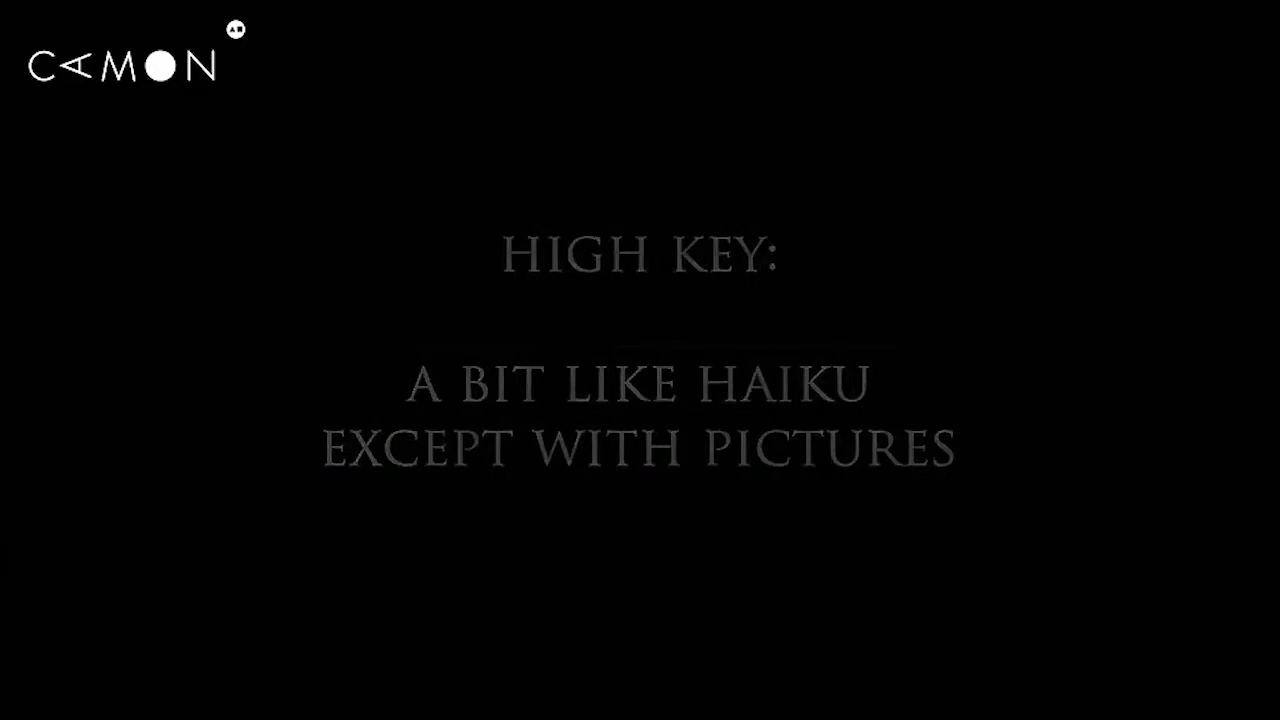 CAMON
HIGH KEY:
A BIT LIKE HAIKU
EXCEPT WITH PICTURES